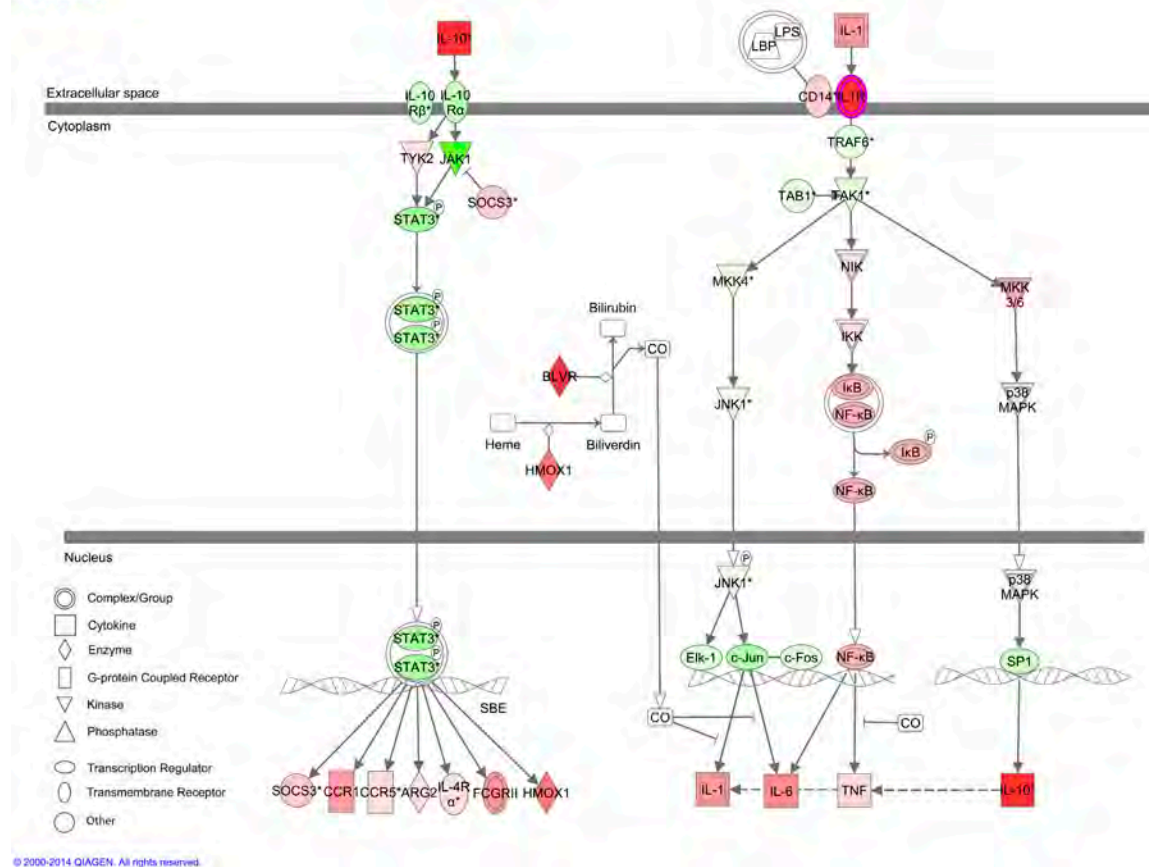 IL-10*
IL-1
LPS
LBP
Extracellular space
IL-10
Rβ*
IL-10
Rα
CD14*
IL1R
Cytoplasm
TYK2
JAK1
TRAF6*
SOCS3*
TAB1*
TAK1*
STAT3*
P
MKK4*
NIK
MKK
3/6
STAT3*
P
STAT3*
P
Bilirubin
CO
IKK
BLVR
IκB
NF-κB
JNK1*
p38
MAPK
Heme
Biliverdin
HMOX1
IκB
P
NF-κB
Nucleus
JNK1*
P
p38
MAPK
Complex/Group
Cytokine
Enzyme
G-protein Coupled Receptor
Kinase
Phosphatase
Transcription Regulator
Transmembrane Receptor
Other
STAT3*
P
STAT3*
P
SBE
Elk-1
c-Jun
c-Fos
NF-κB
SP1
CO
CO
SOCS3*
CCR1
CCR5*
ARG2
IL-4R
α*
FCGRII
HMOX1
IL-1
IL-6
TNF
IL-10*
© 2000-2014 QIAGEN. All rights reserved.